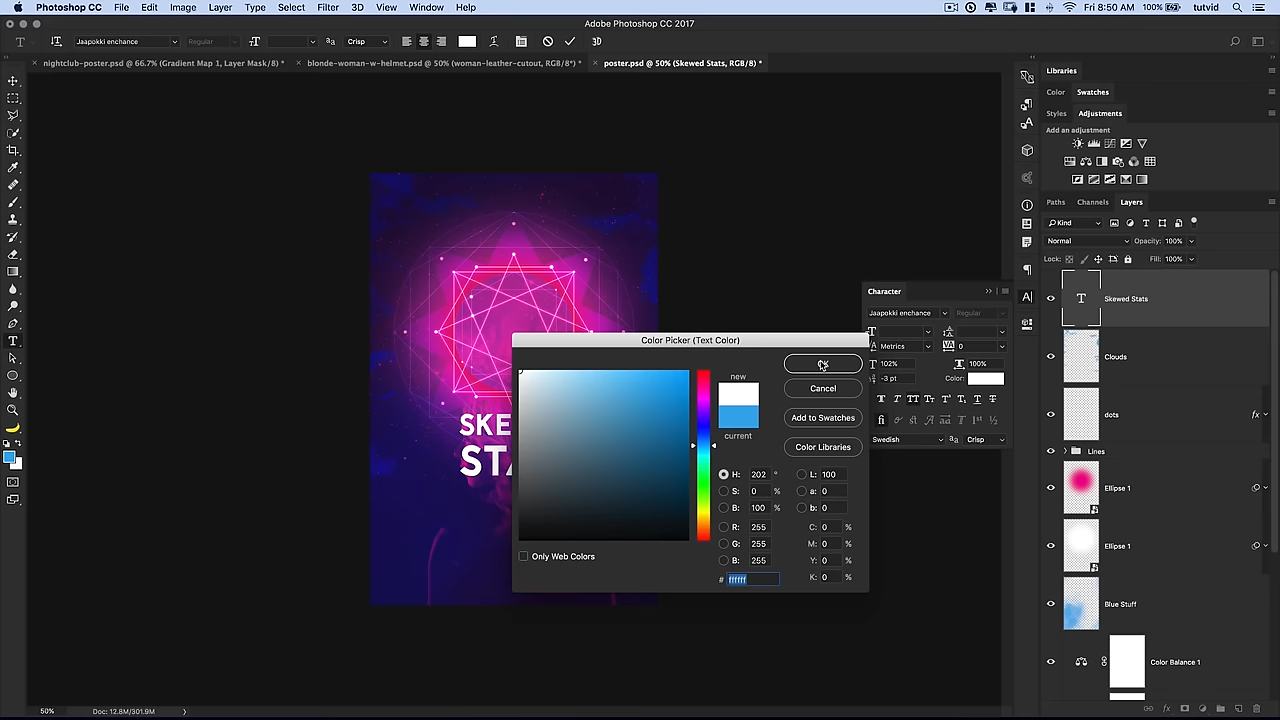 Photoshop CC File Edit Image Layer Type Select Filter 3D View Window Help 100% Fri 8:50 AM tutvid
Adobe Photoshop CC 2017
T Jaapokki enchance Regular Crisp 3D
nightclub-poster.psd @ 66.7% (Gradient Map 1, Layer Mask/8) * blonde-woman-w-helmet.psd @ 50% (woman-leather-cutout, RGB/8*) * poster.psd @ 50% (Skewed Stats, RGB/8) *
Libraries
Color Swatches
Styles Adjustments
Add an adjustment
Paths Channels Layers
Kind
Normal Opacity: 100%
Lock: Fill: 100%
Skewed Stats
Clouds
dots fx
Lines
Ellipse 1
Ellipse 1
Blue Stuff
Color Balance 1
Character
Jaapokki enchance Regular
Metrics 0
102% 100%
-3 pt Color:
Swedish Crisp
SKE
STA
Color Picker (Text Color)
new
current
OK
Cancel
Add to Swatches
Color Libraries
H: 202 ° L: 100
S: 0 % a: 0
B: 100 % b: 0
R: 255 C: 0 %
G: 255 M: 0 %
B: 255 Y: 0 %
# ffffff K: 0 %
Only Web Colors
50% Doc: 12.8M/301.9M